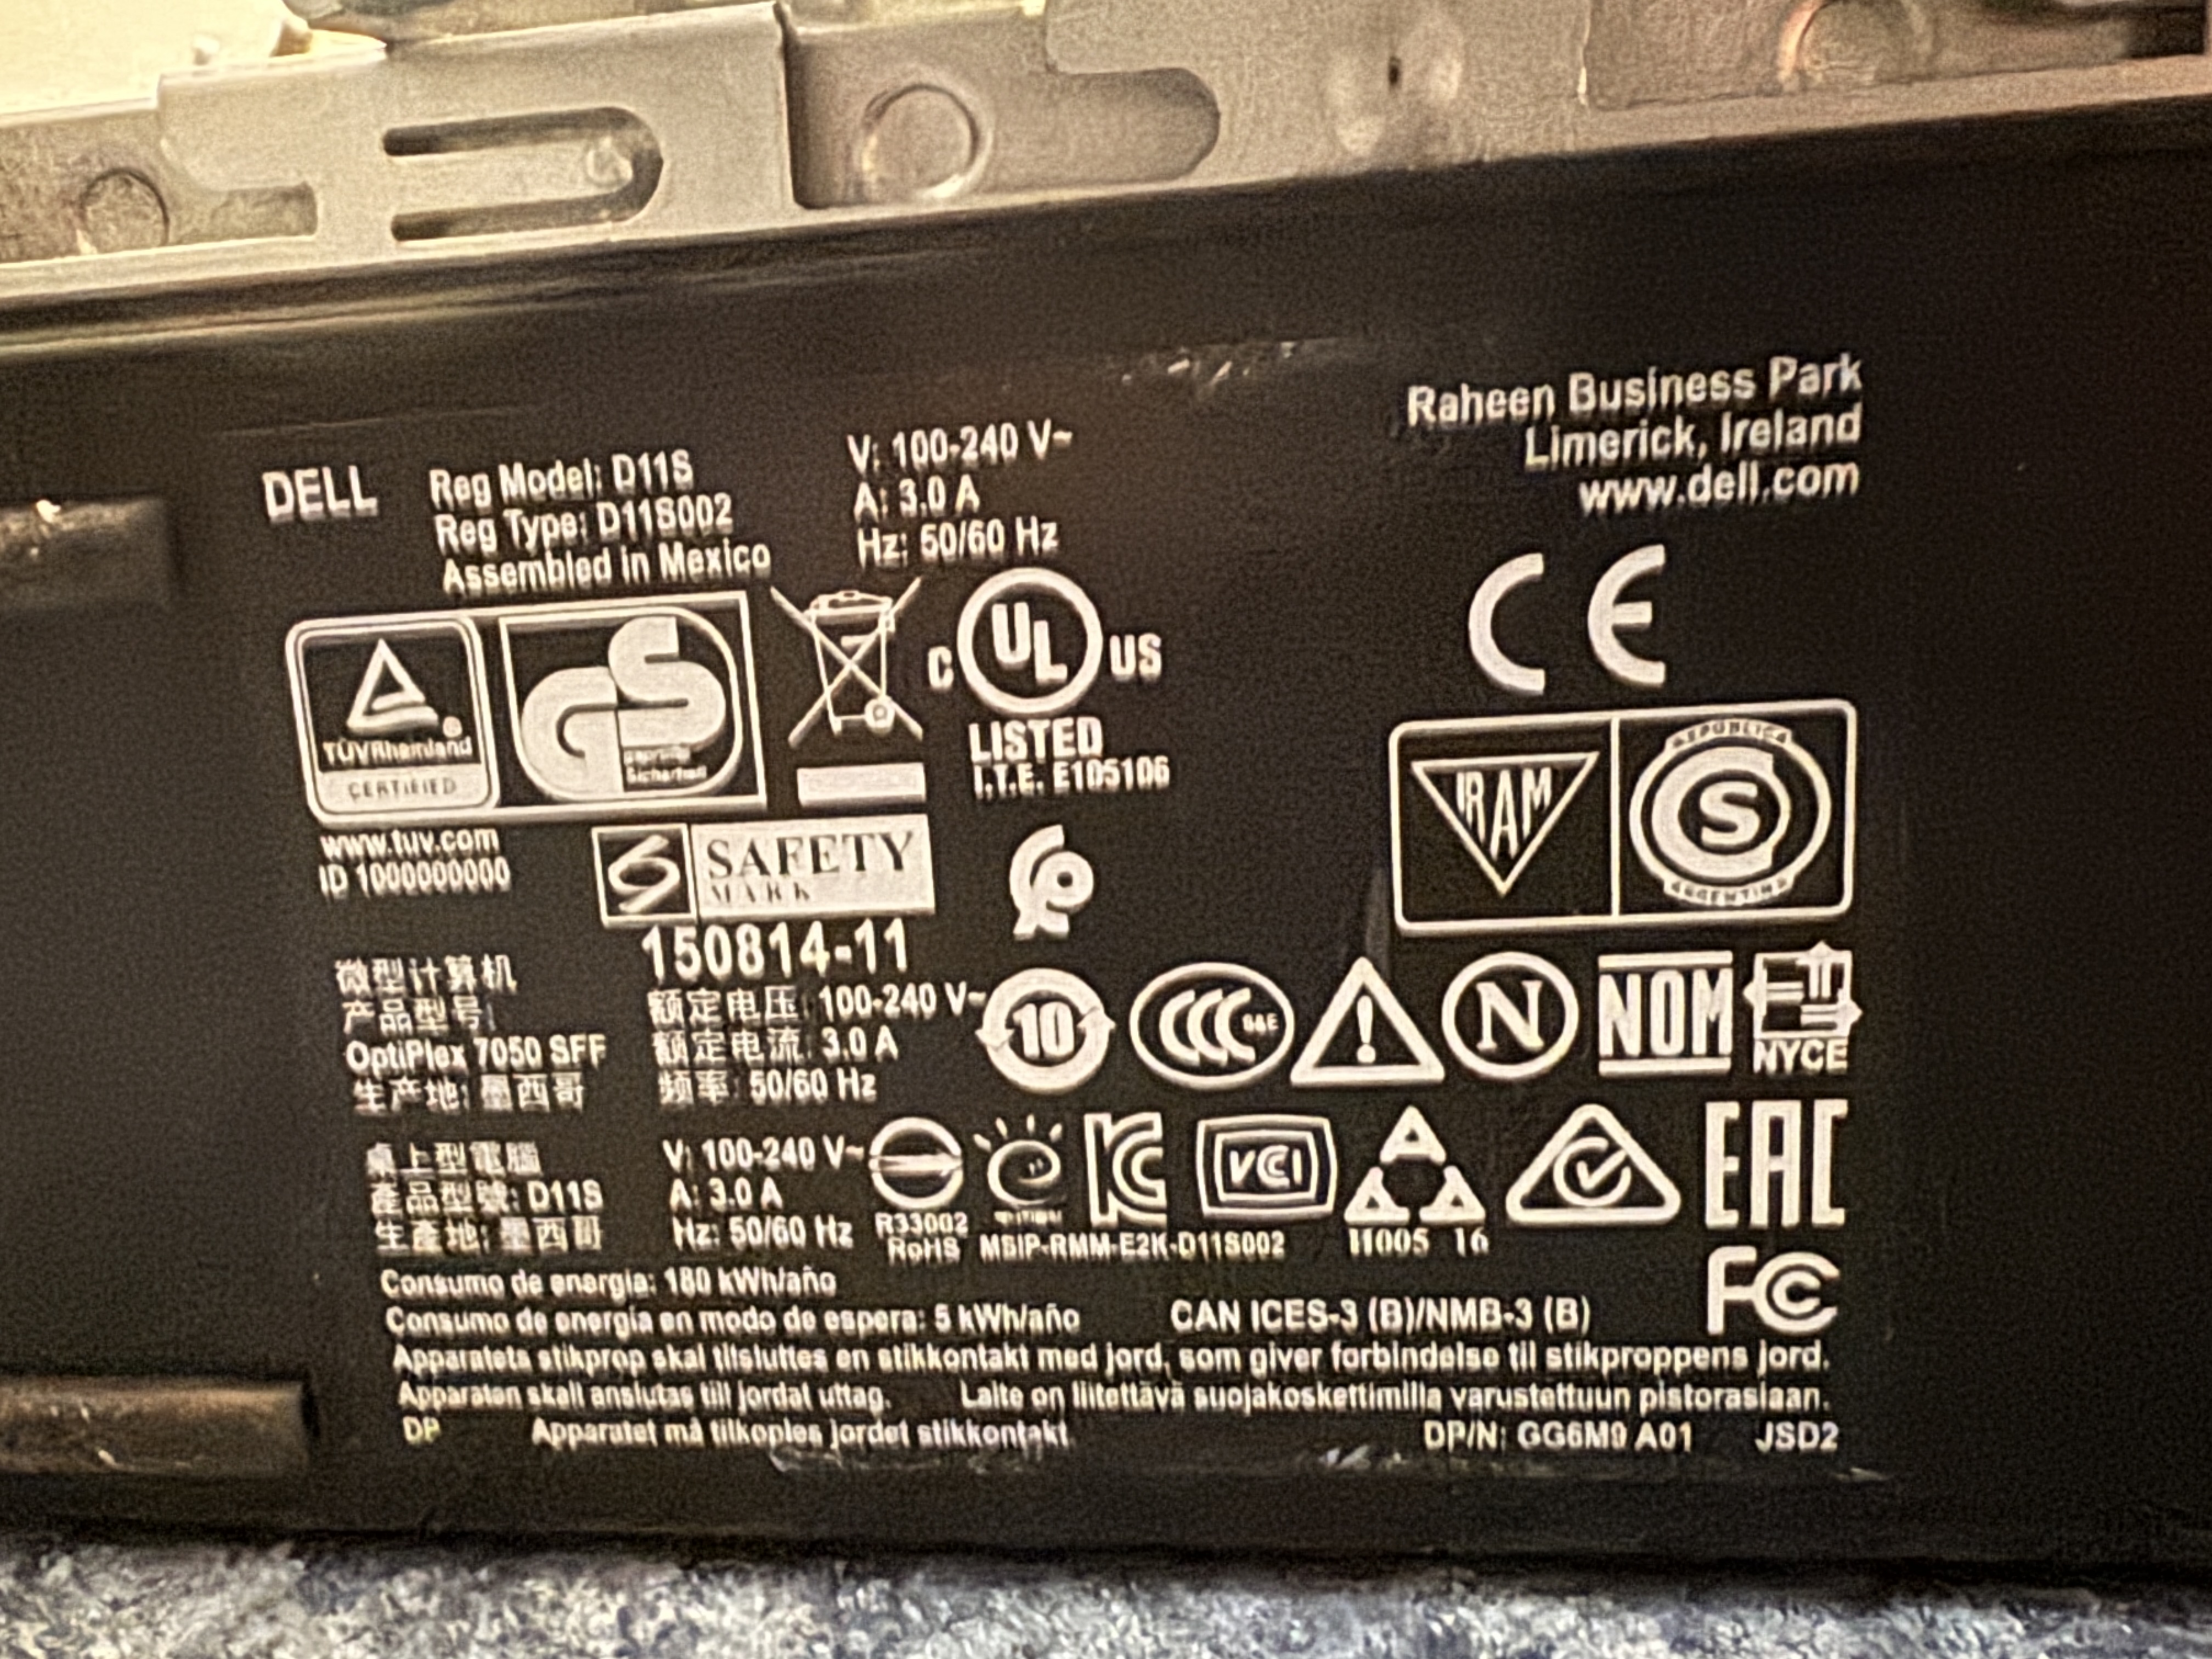 DELL
Reg Model: D11S
Reg Type: D11S002
Assembled in Mexico
V: 100-240 V~
A: 3.0 A
Hz: 50/60 Hz
Raheen Business Park
Limerick, Ireland
www.dell.com
TÜVRheinland
CERTIFIED
GS
geprüfte
Sicherheit
C UL US
LISTED
I.T.E. E105106
CE
www.tuv.com
ID 1000000000
SAFETY
MARK
150814-11
IRAM
REPUBLICA
S
ARGENTINA
微型计算机
产品型号:
OptiPlex 7050 SFF
生产地: 墨西哥
额定电压: 100-240 V~
额定电流: 3.0 A
频率: 50/60 Hz
10
CCC S&E
!
N
NOM
NYCE
桌上型電腦
產品型號: D11S
生產地: 墨西哥
V: 100-240 V~
A: 3.0 A
Hz: 50/60 Hz
R33002
RoHS
KC
MSIP-RMM-E2K-D11S002
VCI
A
11005 16
EAC
FC
Consumo de energía: 180 kWh/año
Consumo de energía en modo de espera: 5 kWh/año
CAN ICES-3 (B)/NMB-3 (B)
Apparatets stikprop skal tilsluttes en stikkontakt med jord, som giver forbindelse til stikproppens jord.
Apparaten skall anslutas till jordat uttag. Laite on liitettävä suojakoskettimilla varustettuun pistorasiaan.
DP Apparatet må tilkoples jordet stikkontakt
DP/N: GG6M9 A01 JSD2